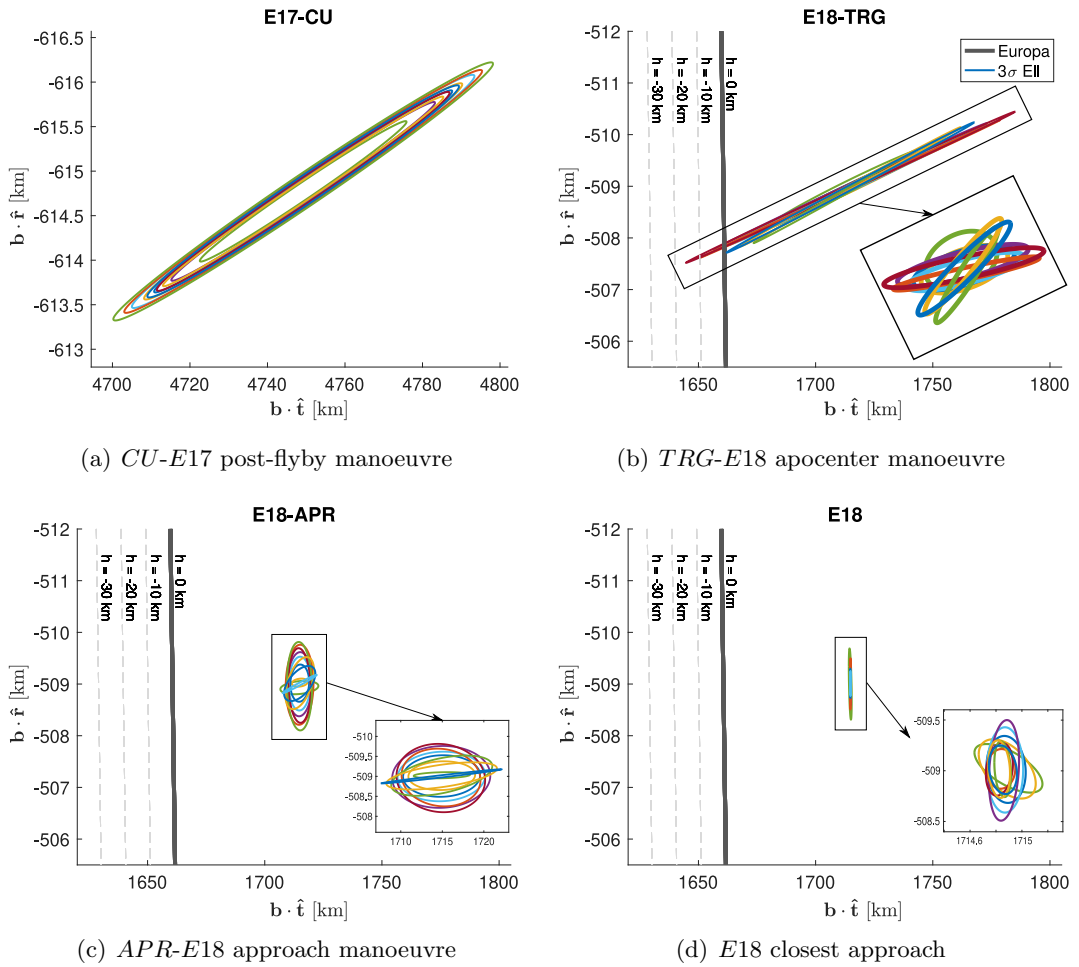 E17-CU
-616.5
-616
-615.5
-615
-614.5
-614
-613.5
-613
b · r̂ [km]
4700 4720 4740 4760 4780 4800
b · t̂ [km]
(a) CU-E17 post-flyby manoeuvre
E18-TRG
-512
-511
-510
-509
-508
-507
-506
b · r̂ [km]
h = -30 km
h = -20 km
h = -10 km
h = 0 km
Europa
3σ Ell
1650 1700 1750 1800
b · t̂ [km]
(b) TRG-E18 apocenter manoeuvre
E18-APR
-512
-511
-510
-509
-508
-507
-506
b · r̂ [km]
h = -30 km
h = -20 km
h = -10 km
h = 0 km
-510
-509.5
-509
-508.5
-508
1710 1715 1720
1650 1700 1750 1800
b · t̂ [km]
(c) APR-E18 approach manoeuvre
E18
-512
-511
-510
-509
-508
-507
-506
b · r̂ [km]
h = -30 km
h = -20 km
h = -10 km
h = 0 km
-509.5
-509
-508.5
1714,6 1715
1650 1700 1750 1800
b · t̂ [km]
(d) E18 closest approach